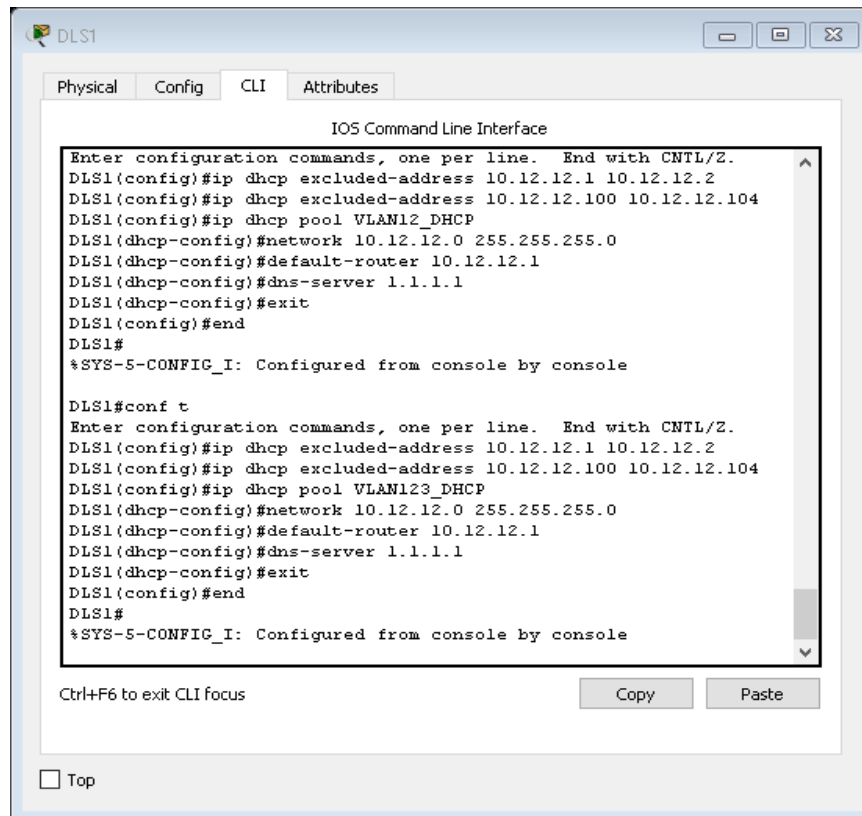 DLS1
Physical Config CLI Attributes
IOS Command Line Interface
Enter configuration commands, one per line.  End with CNTL/Z.
DLS1(config)#ip dhcp excluded-address 10.12.12.1 10.12.12.2
DLS1(config)#ip dhcp excluded-address 10.12.12.100 10.12.12.104
DLS1(config)#ip dhcp pool VLAN12_DHCP
DLS1(dhcp-config)#network 10.12.12.0 255.255.255.0
DLS1(dhcp-config)#default-router 10.12.12.1
DLS1(dhcp-config)#dns-server 1.1.1.1
DLS1(dhcp-config)#exit
DLS1(config)#end
DLS1#
%SYS-5-CONFIG_I: Configured from console by console
DLS1#conf t
Enter configuration commands, one per line.  End with CNTL/Z.
DLS1(config)#ip dhcp excluded-address 10.12.12.1 10.12.12.2
DLS1(config)#ip dhcp excluded-address 10.12.12.100 10.12.12.104
DLS1(config)#ip dhcp pool VLAN123_DHCP
DLS1(dhcp-config)#network 10.12.12.0 255.255.255.0
DLS1(dhcp-config)#default-router 10.12.12.1
DLS1(dhcp-config)#dns-server 1.1.1.1
DLS1(dhcp-config)#exit
DLS1(config)#end
DLS1#
%SYS-5-CONFIG_I: Configured from console by console
Ctrl+F6 to exit CLI focus Copy Paste
Top